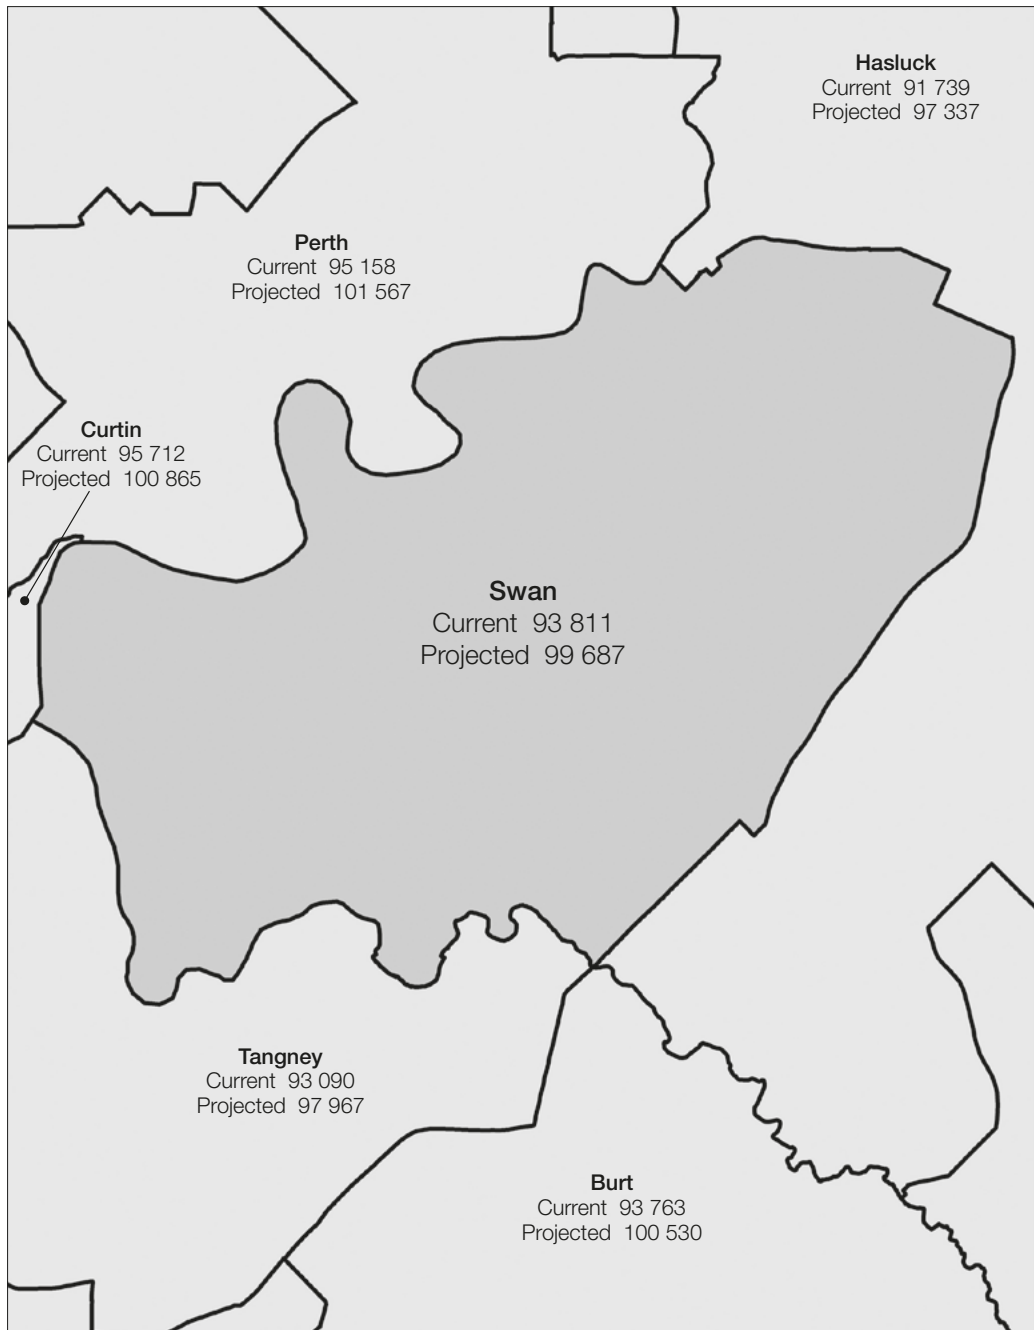 Hasluck
Current 91 739
Projected 97 337
Perth
Current 95 158
Projected 101 567
Curtin
Current 95 712
Projected 100 865
Swan
Current 93 811
Projected 99 687
Tangney
Current 93 090
Projected 97 967
Burt
Current 93 763
Projected 100 530